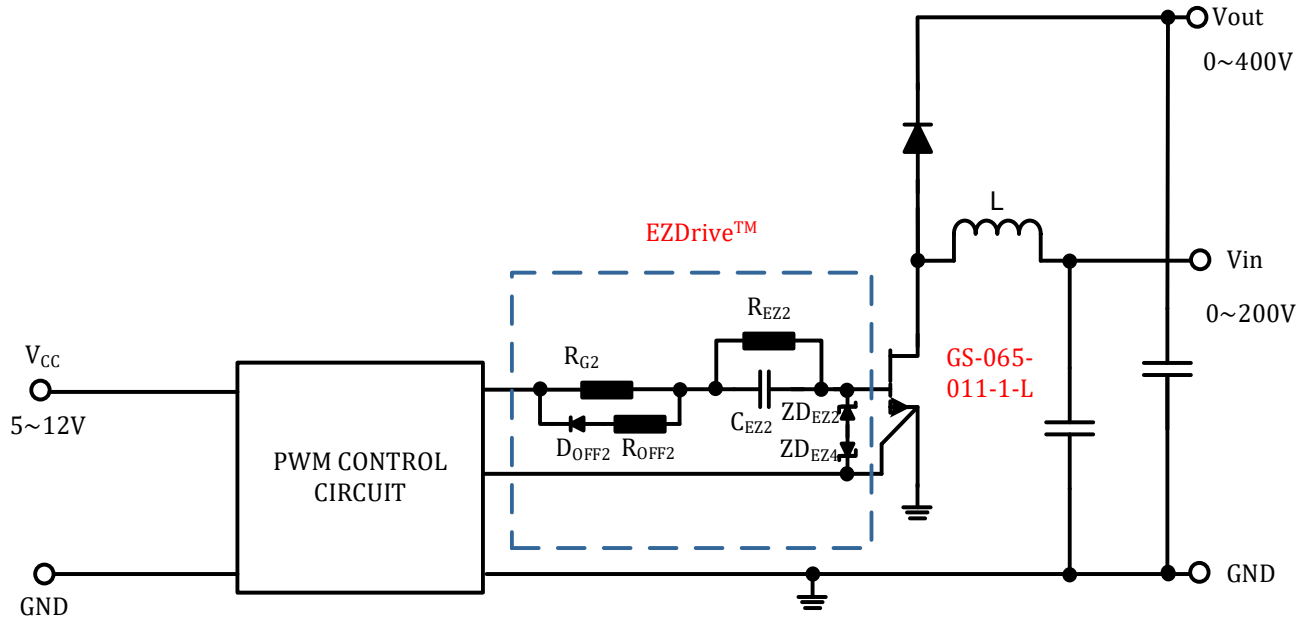 Vout
0~400V
L
EZDrive™
Vin
0~200V
R_EZ2
GS-065-
011-1-L
V_CC
R_G2
5~12V
C_EZ2
ZD_EZ2
D_OFF2
R_OFF2
ZD_EZ4
PWM CONTROL
CIRCUIT
GND
GND